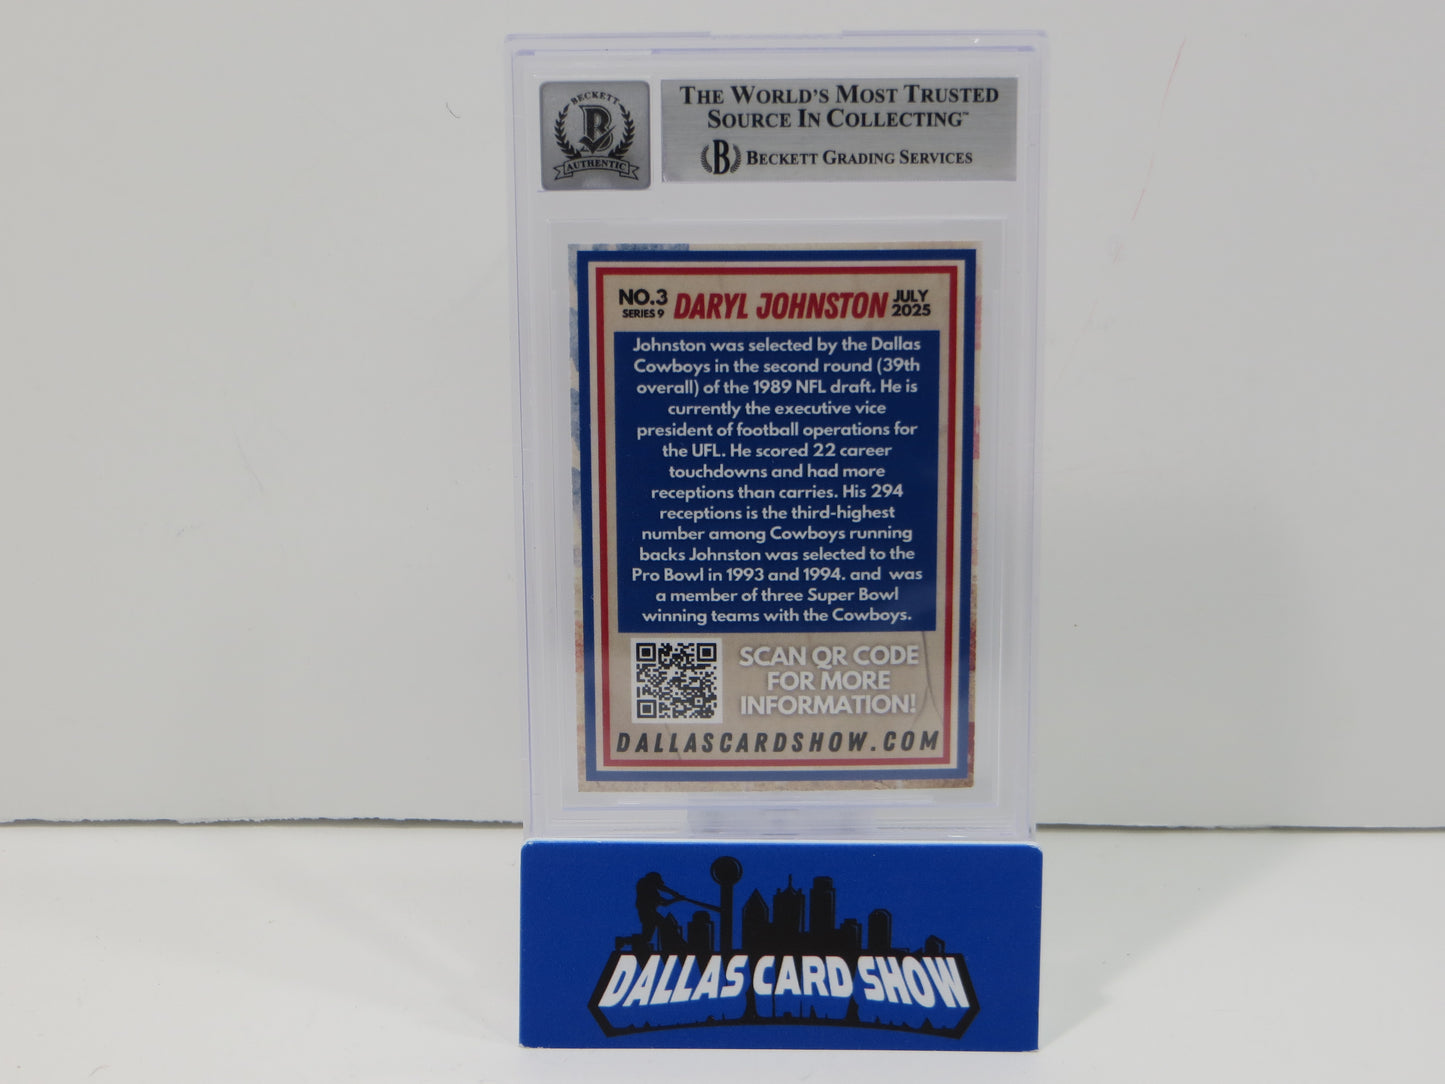 BECKETT
B
AUTHENTIC
THE WORLD'S MOST TRUSTED
SOURCE IN COLLECTING™
B BECKETT GRADING SERVICES
NO.3
SERIES 9
DARYL JOHNSTON
JULY
2025
Johnston was selected by the Dallas
Cowboys in the second round (39th
overall) of the 1989 NFL draft. He is
currently the executive vice
president of football operations for
the UFL. He scored 22 career
touchdowns and had more
receptions than carries. His 294
receptions is the third-highest
number among Cowboys running
backs Johnston was selected to the
Pro Bowl in 1993 and 1994. and was
a member of three Super Bowl
winning teams with the Cowboys.
SCAN QR CODE
FOR MORE
INFORMATION!
DALLASCARDSHOW.COM
DALLAS CARD SHOW